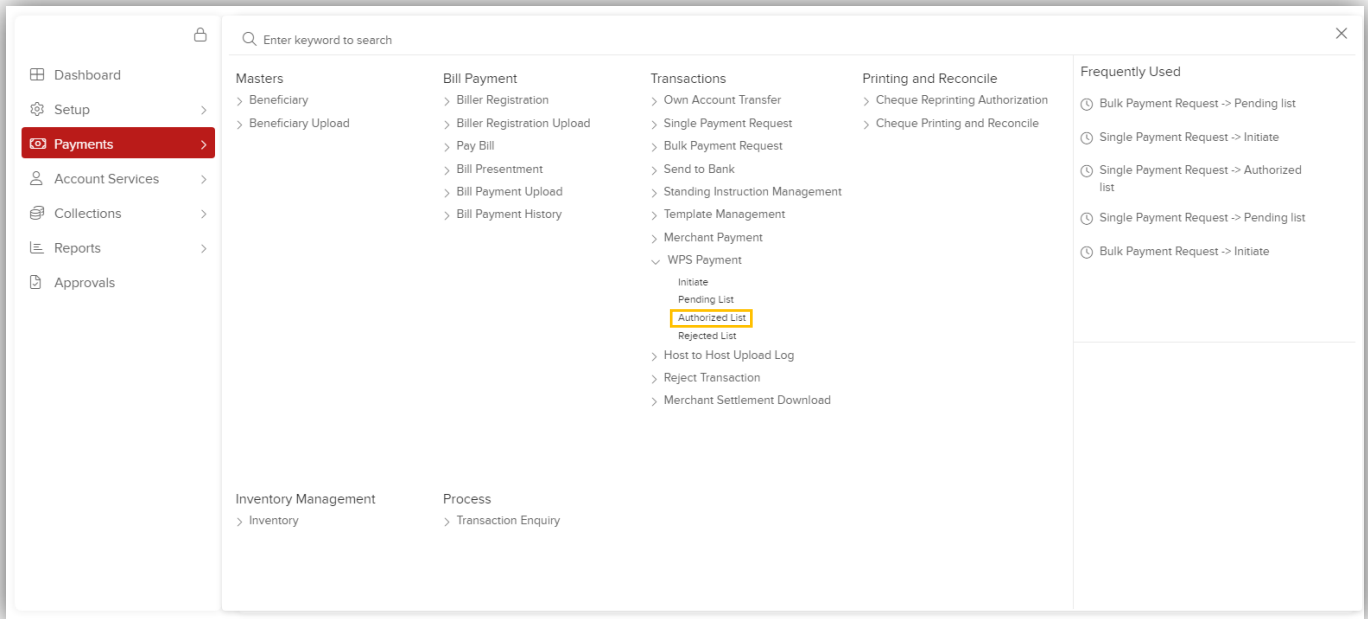 Dashboard
Setup
Payments
Account Services
Collections
Reports
Approvals
Enter keyword to search
Masters
Beneficiary
Beneficiary Upload
Bill Payment
Biller Registration
Biller Registration Upload
Pay Bill
Bill Presentment
Bill Payment Upload
Bill Payment History
Transactions
Own Account Transfer
Single Payment Request
Bulk Payment Request
Send to Bank
Standing Instruction Management
Template Management
Merchant Payment
WPS Payment
Initiate
Pending List
Authorized List
Rejected List
Host to Host Upload Log
Reject Transaction
Merchant Settlement Download
Printing and Reconcile
Cheque Reprinting Authorization
Cheque Printing and Reconcile
Inventory Management
Inventory
Process
Transaction Enquiry
Frequently Used
Bulk Payment Request -> Pending list
Single Payment Request -> Initiate
Single Payment Request -> Authorized
list
Single Payment Request -> Pending list
Bulk Payment Request -> Initiate